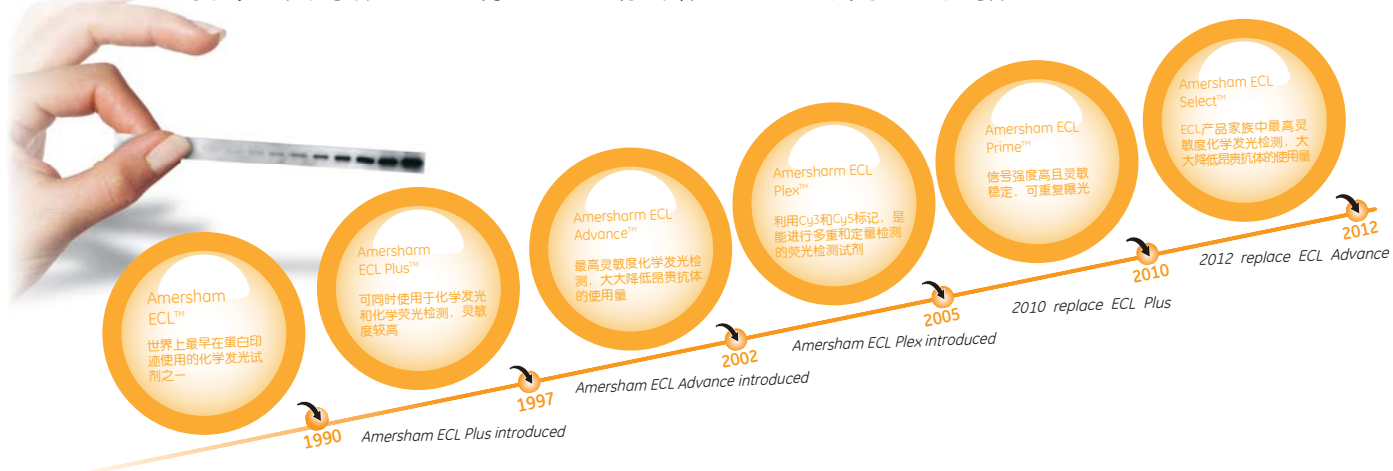 Amersham
ECL™
世界上最早在蛋白印
迹使用的化学发光试
剂之一
Amersharm
ECL Plus™
可同时使用于化学发光
和化学荧光检测，灵敏
度较高
Amersharm ECL
Advance™
最高灵敏度化学发光检
测，大大降低昂贵抗体
的使用量
Amersharm ECL
Plex™
利用Cy3和Cy5标记，是
能进行多重和定量检测
的荧光检测试剂
Amersham ECL
Prime™
信号强度高且灵敏
稳定，可重复曝光
Amersham ECL
Select™
ECL产品家族中最高灵
敏度化学发光检测，大
大降低昂贵抗体的使用量
1990
Amersham ECL Plus introduced
1997
Amersham ECL Advance introduced
2002
Amersham ECL Plex introduced
2005
2010 replace ECL Plus
2010
2012 replace ECL Advance
2012